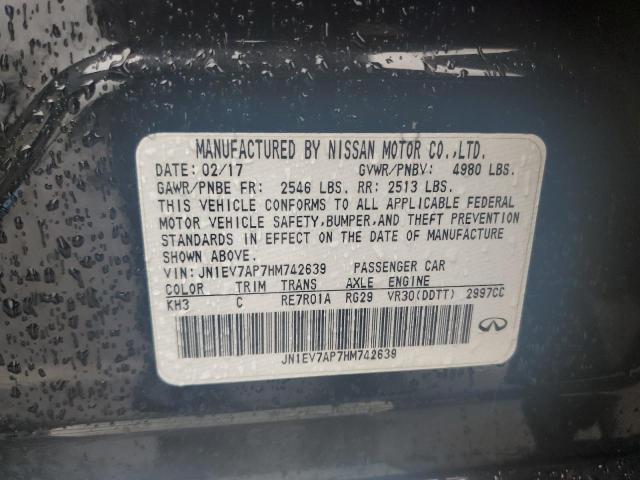 MANUFACTURED BY NISSAN MOTOR CO.,LTD.
DATE: 02/17 GVWR/PNBV: 4980 LBS.
GAWR/PNBE FR: 2546 LBS. RR: 2513 LBS.
THIS VEHICLE CONFORMS TO ALL APPLICABLE FEDERAL
MOTOR VEHICLE SAFETY, BUMPER, AND THEFT PREVENTION
STANDARDS IN EFFECT ON THE DATE OF MANUFACTURE
SHOWN ABOVE.
VIN: JN1EV7AP7HM742639 PASSENGER CAR
COLOR TRIM TRANS AXLE ENGINE
KH3 C RE7R01A RG29 VR30(DDTT) 2997CC
JN1EV7AP7HM742639